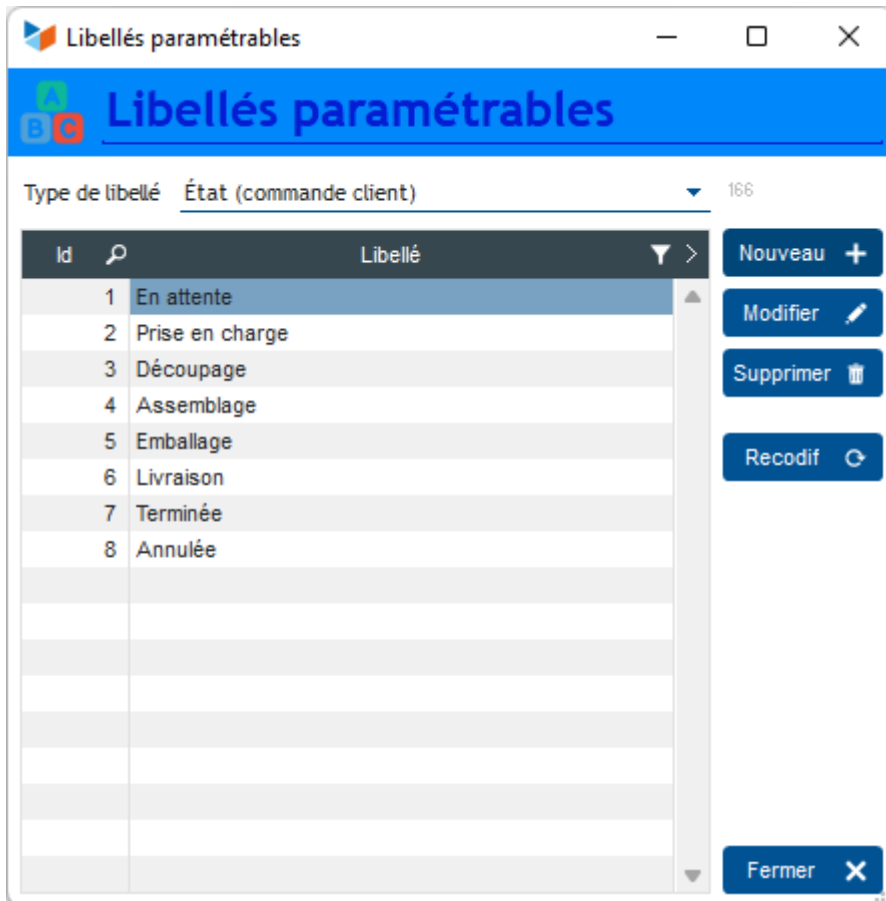 Libellés paramétrables
A
B C
Libellés paramétrables
Type de libellé État (commande client) 166
Id Libellé
Nouveau
1 En attente
Modifier
2 Prise en charge
3 Découpage
Supprimer
4 Assemblage
5 Emballage
Recodif
6 Livraison
7 Terminée
8 Annulée
Fermer